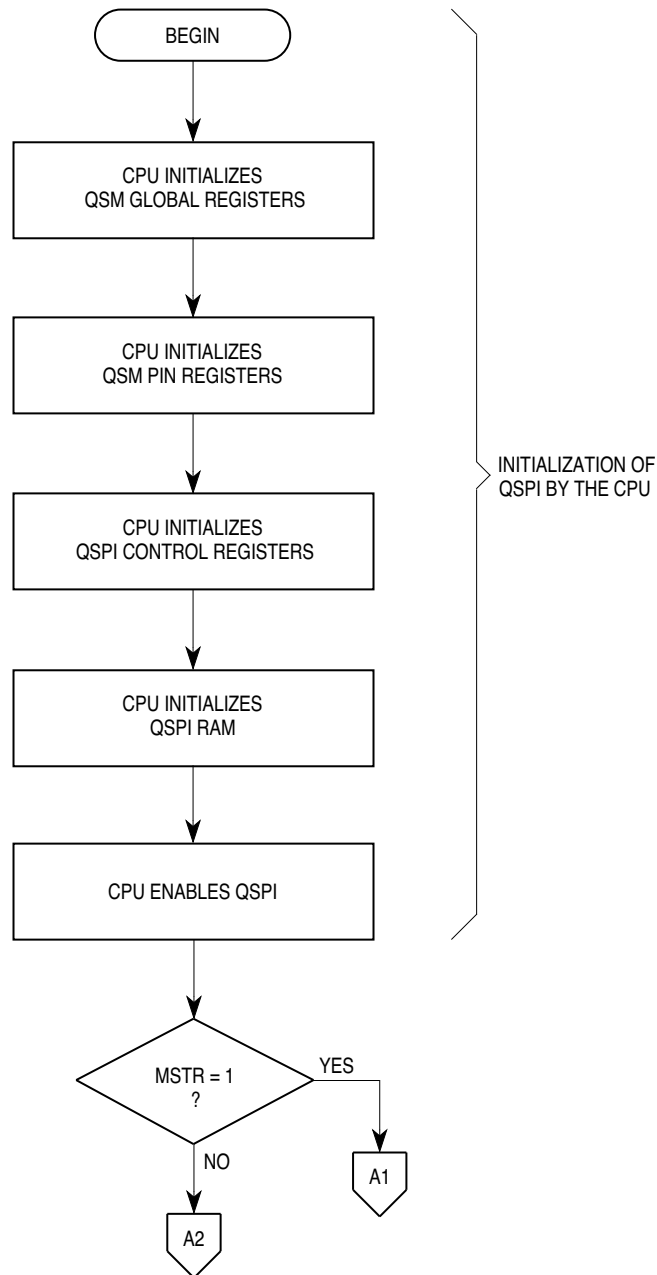 BEGIN
CPU INITIALIZES
QSM GLOBAL REGISTERS
CPU INITIALIZES
QSM PIN REGISTERS
INITIALIZATION OF
QSPI BY THE CPU
CPU INITIALIZES
QSPI CONTROL REGISTERS
CPU INITIALIZES
QSPI RAM
CPU ENABLES QSPI
MSTR = 1
?
YES
NO
A1
A2